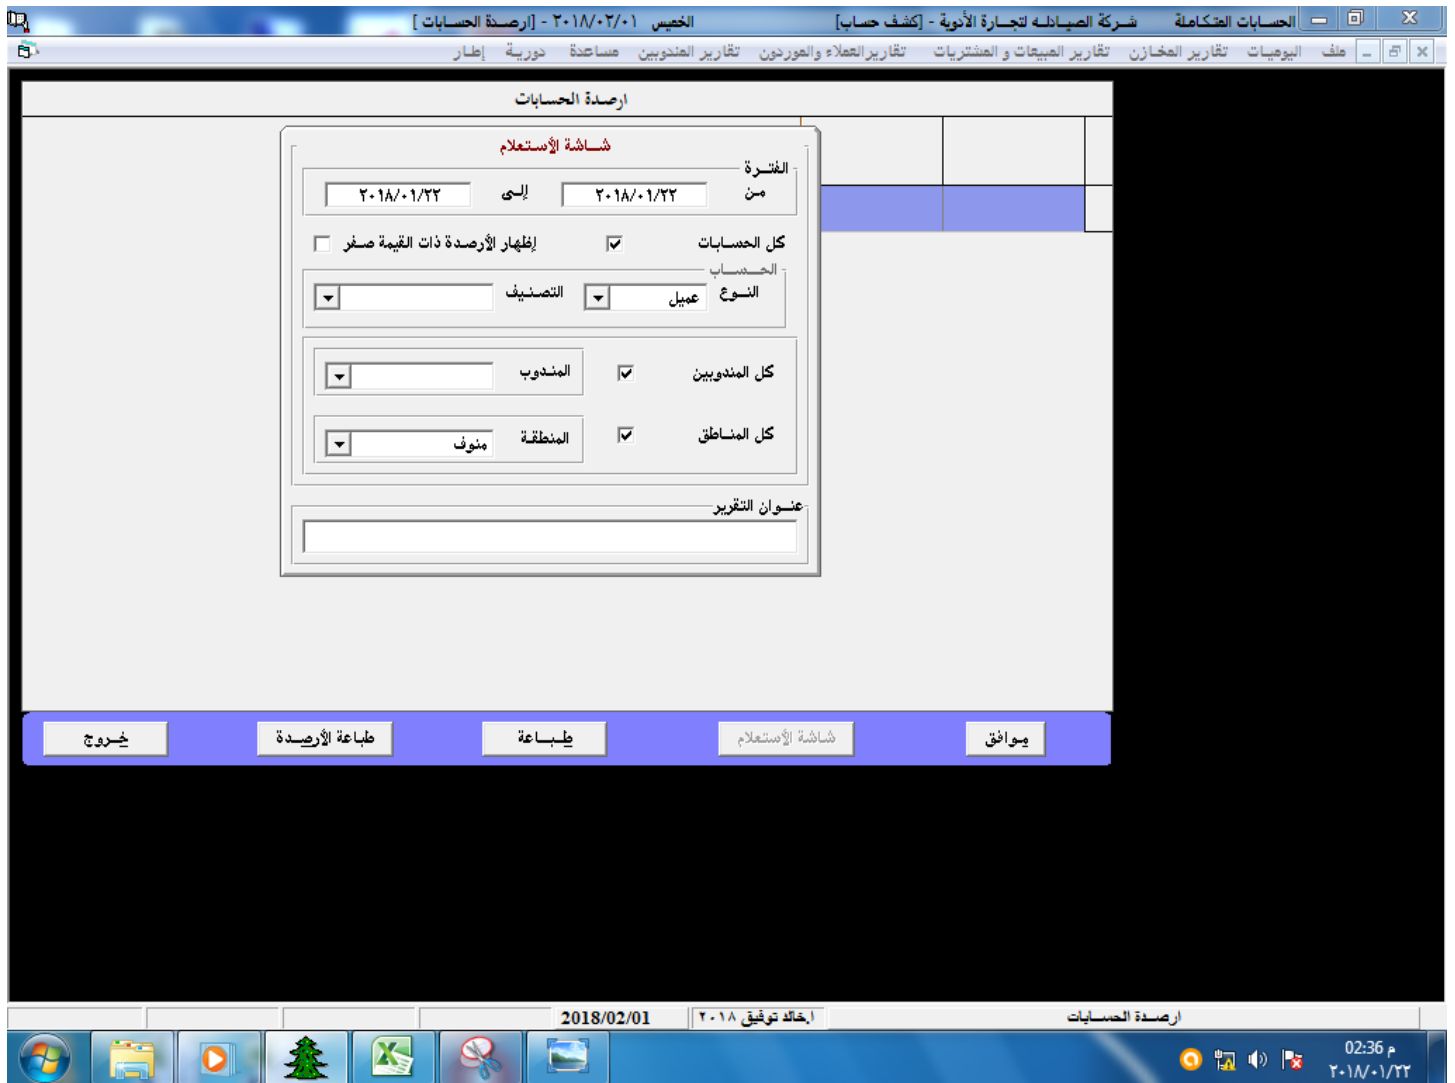 الحسابات المتكاملة شركة الصيادله لتجارة الأدوية - [كشف حساب] الخميس ٢٠١٨/٠٢/٠١ - [ارصدة الحسابات ]
ملف اليوميات تقارير المخازن تقارير المبيعات و المشتريات تقارير العملاء والموردون تقارير المندوبين مساعدة دورية إطار
ارصدة الحسابات
شاشة الأستعلام
الفترة
من ٢٠١٨/٠١/٢٢ إلى ٢٠١٨/٠١/٢٢
كل الحسابات إظهار الأرصدة ذات القيمة صفر
الحساب
النوع عميل التصنيف
كل المندوبين المندوب
كل المناطق المنطقة منوف
عنوان التقرير
موافق شاشة الأستعلام طباعة طباعة الأرصدة خروج
ارصدة الحسابات ا.خالد توفيق ٢٠١٨ 2018/02/01
02:36 م
٢٠١٨/٠١/٢٢